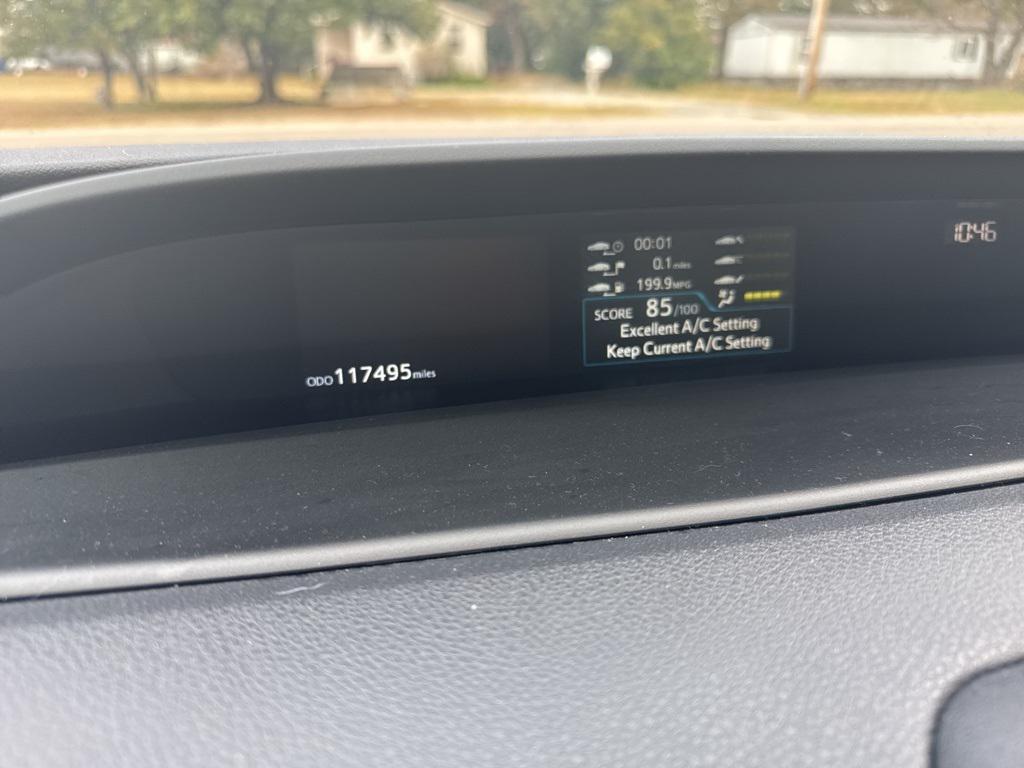 10:46
00:01
0.1 miles
199.9 MPG
SCORE 85/100
Excellent A/C Setting
Keep Current A/C Setting
ODO 117495 miles